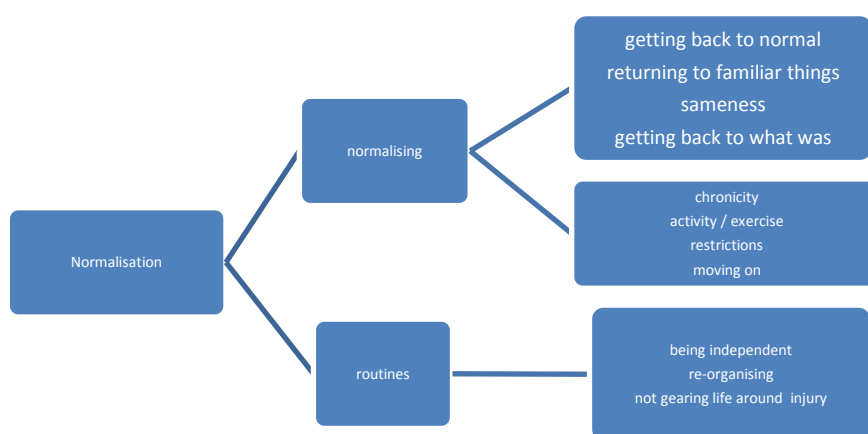 Normalisation
normalising
getting back to normal
returning to familiar things
sameness
getting back to what was
chronicity
activity / exercise
restrictions
moving on
routines
being independent
re-organising
not gearing life around injury